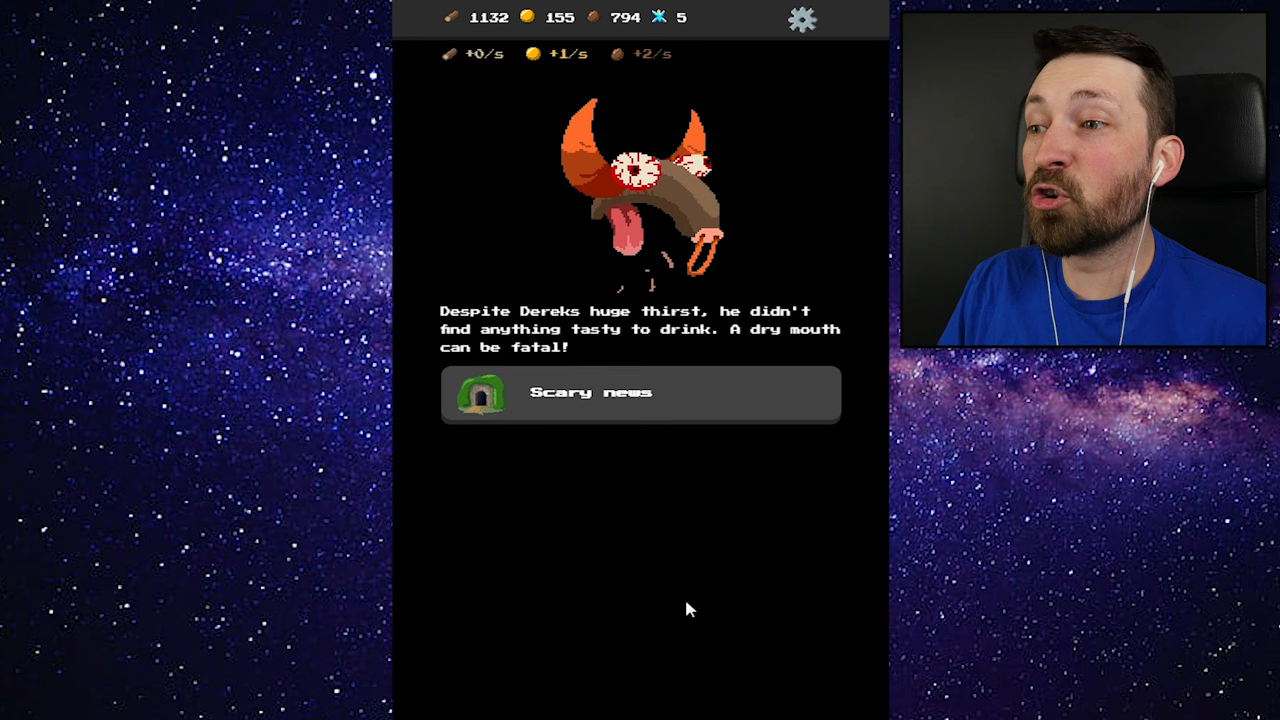 1132 155 794 5
+0/s +1/s +2/s
Despite Dereks huge thirst, he didn't
find anything tasty to drink. A dry mouth
can be fatal!
Scary news